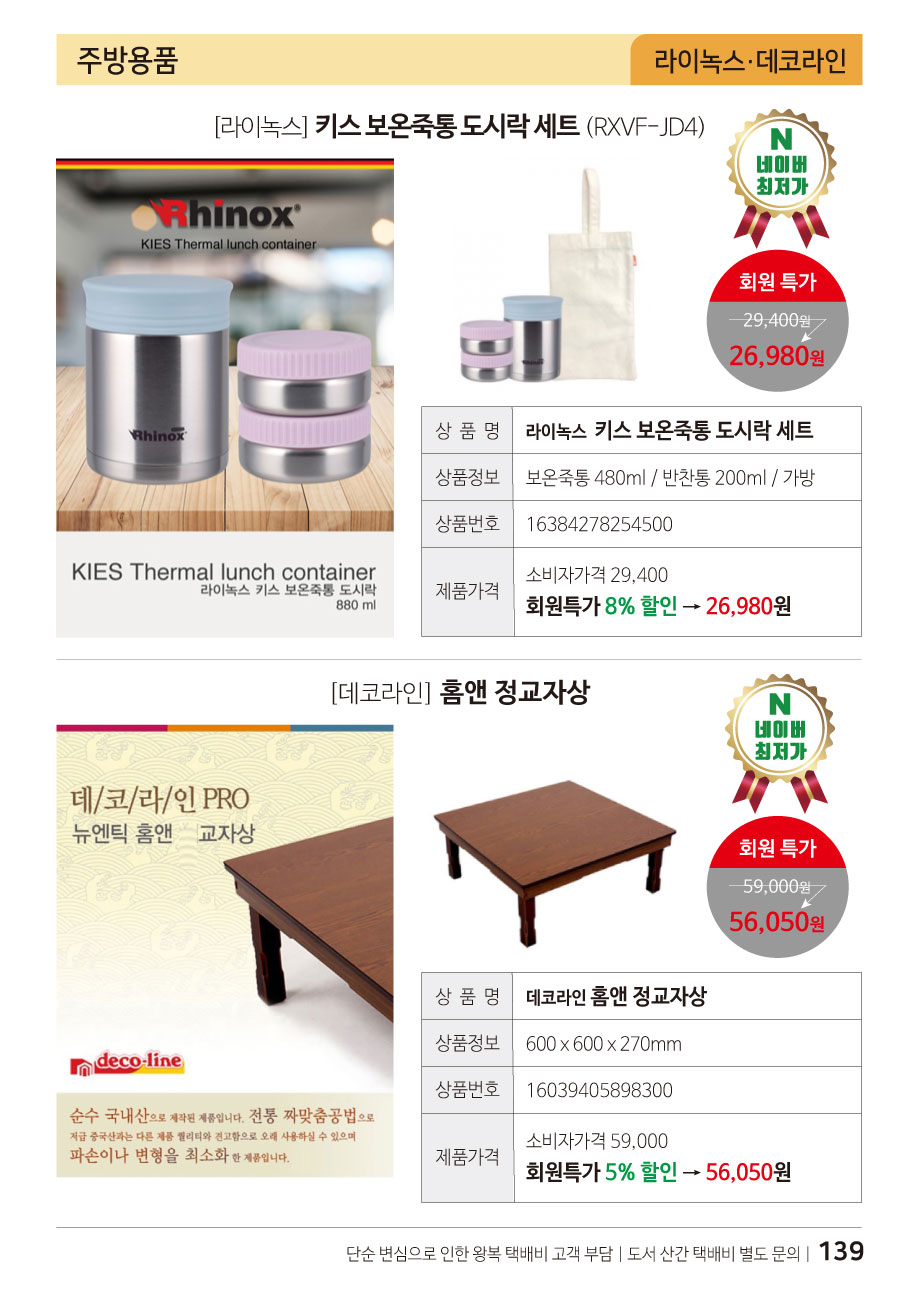 주방용품
라이녹스·데코라인
[라이녹스] 키스 보온죽통 도시락 세트 (RXVF-JD4)
N
네이버
최저가
Rhinox®
KIES Thermal lunch container
회원 특가
29,400원
26,980원
Rhinox
KIES Thermal lunch container
라이녹스 키스 보온죽통 도시락
880 ml
상 품 명 라이녹스 키스 보온죽통 도시락 세트
상품정보 보온죽통 480ml / 반찬통 200ml / 가방
상품번호 16384278254500
제품가격 소비자가격 29,400
회원특가 8% 할인 → 26,980원
[데코라인] 홈앤 정교자상
N
네이버
최저가
데/코/라/인 PRO
뉴엔틱 홈앤 교자상
회원 특가
59,000원
56,050원
deco-line
순수 국내산으로 제작된 제품입니다. 전통 짜맞춤공법으로
저급 중국산과는 다른 제품 퀄리티와 견고함으로 오래 사용하실 수 있으며
파손이나 변형을 최소화 한 제품입니다.
상 품 명 데코라인 홈앤 정교자상
상품정보 600 x 600 x 270mm
상품번호 16039405898300
제품가격 소비자가격 59,000
회원특가 5% 할인 → 56,050원
단순 변심으로 인한 왕복 택배비 고객 부담 | 도서 산간 택배비 별도 문의 | 139